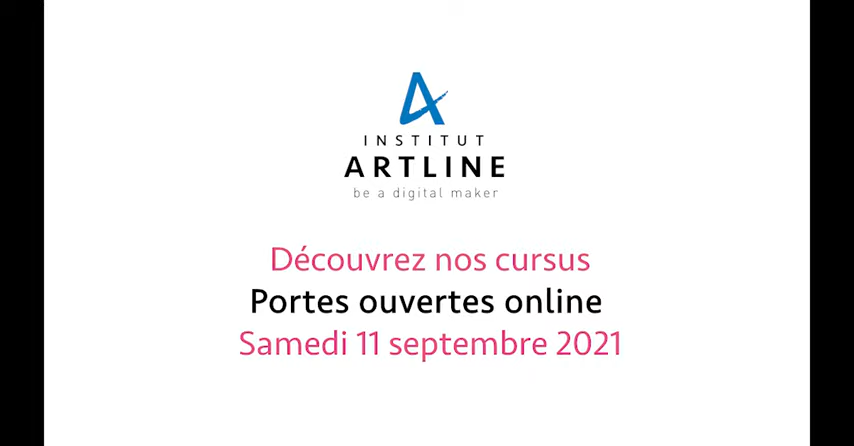 INSTITUT
ARTLINE
be a digital maker
Découvrez nos cursus
Portes ouvertes online
Samedi 11 septembre 2021